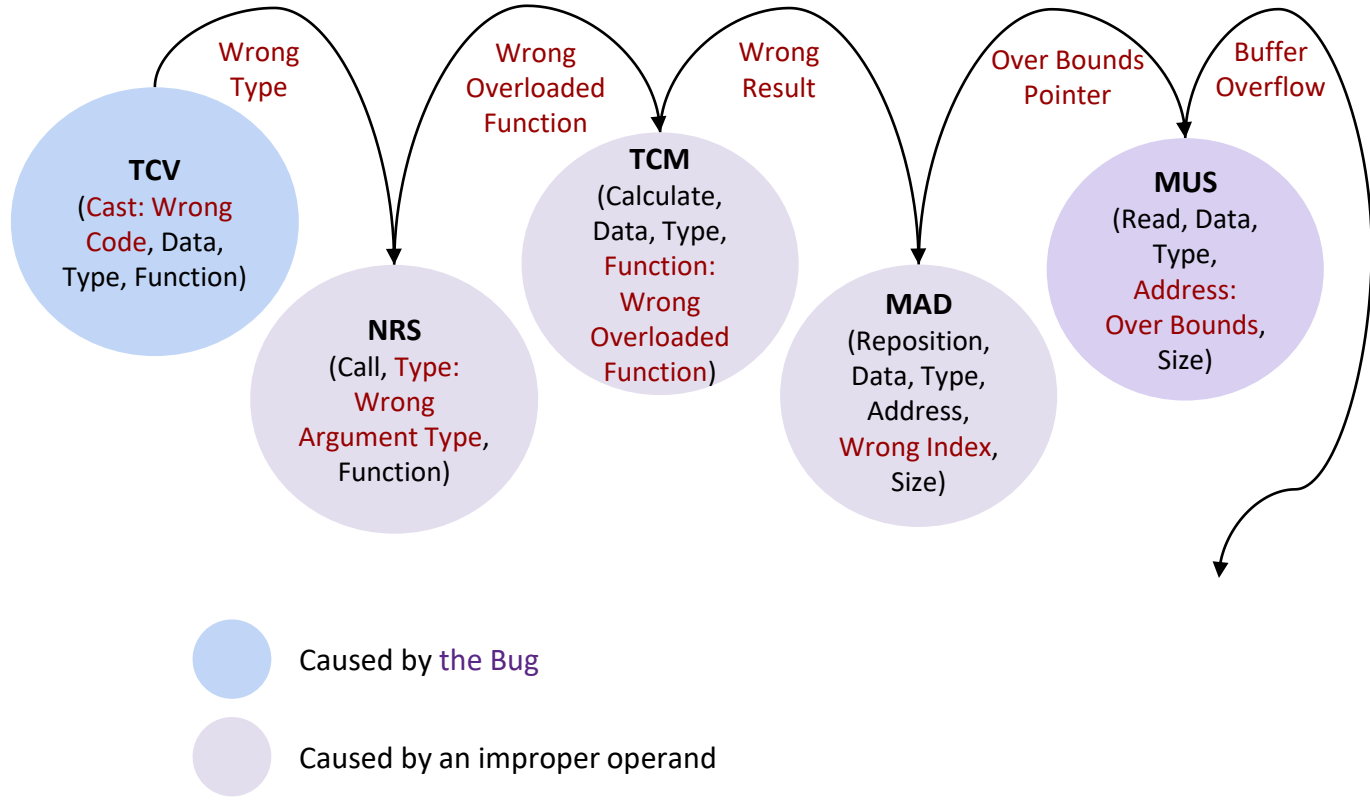 Wrong
Type
Wrong
Overloaded
Function
Wrong
Result
Over Bounds
Pointer
Buffer
Overflow
TCV
(Cast: Wrong
Code, Data,
Type, Function)
NRS
(Call, Type:
Wrong
Argument Type,
Function)
TCM
(Calculate,
Data, Type,
Function:
Wrong
Overloaded
Function)
MAD
(Reposition,
Data, Type,
Address,
Wrong Index,
Size)
MUS
(Read, Data,
Type,
Address:
Over Bounds,
Size)
Caused by the Bug
Caused by an improper operand